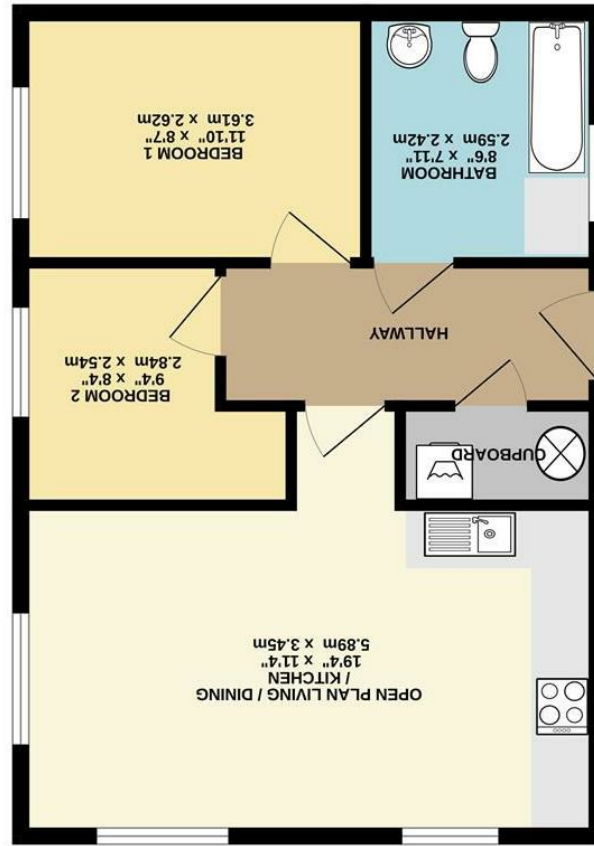 OPEN PLAN LIVING / DINING
/ KITCHEN
19'4" x 11'4"
5.89m x 3.45m
CUPBOARD
BEDROOM 2
9'4" x 8'4"
2.84m x 2.54m
HALLWAY
BATHROOM
8'6" x 7'11"
2.59m x 2.42m
BEDROOM 1
11'10" x 8'7"
3.61m x 2.62m